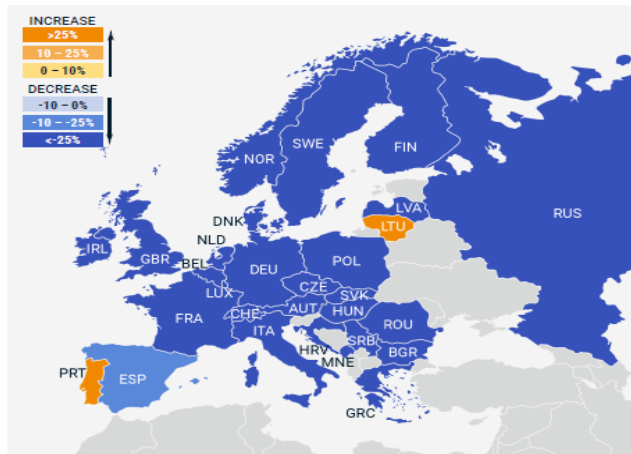 INCREASE
>25%
10 – 25%
0 – 10%
DECREASE
-10 – 0%
-10 – -25%
<-25%
NOR
SWE
FIN
RUS
DNK
LVA
LTU
NLD
IRL
GBR
BEL
DEU
POL
LUX
CZE
SVK
FRA
CHE
AUT
HUN
ROU
ITA
SRB
HRV
BGR
MNE
PRT
ESP
GRC